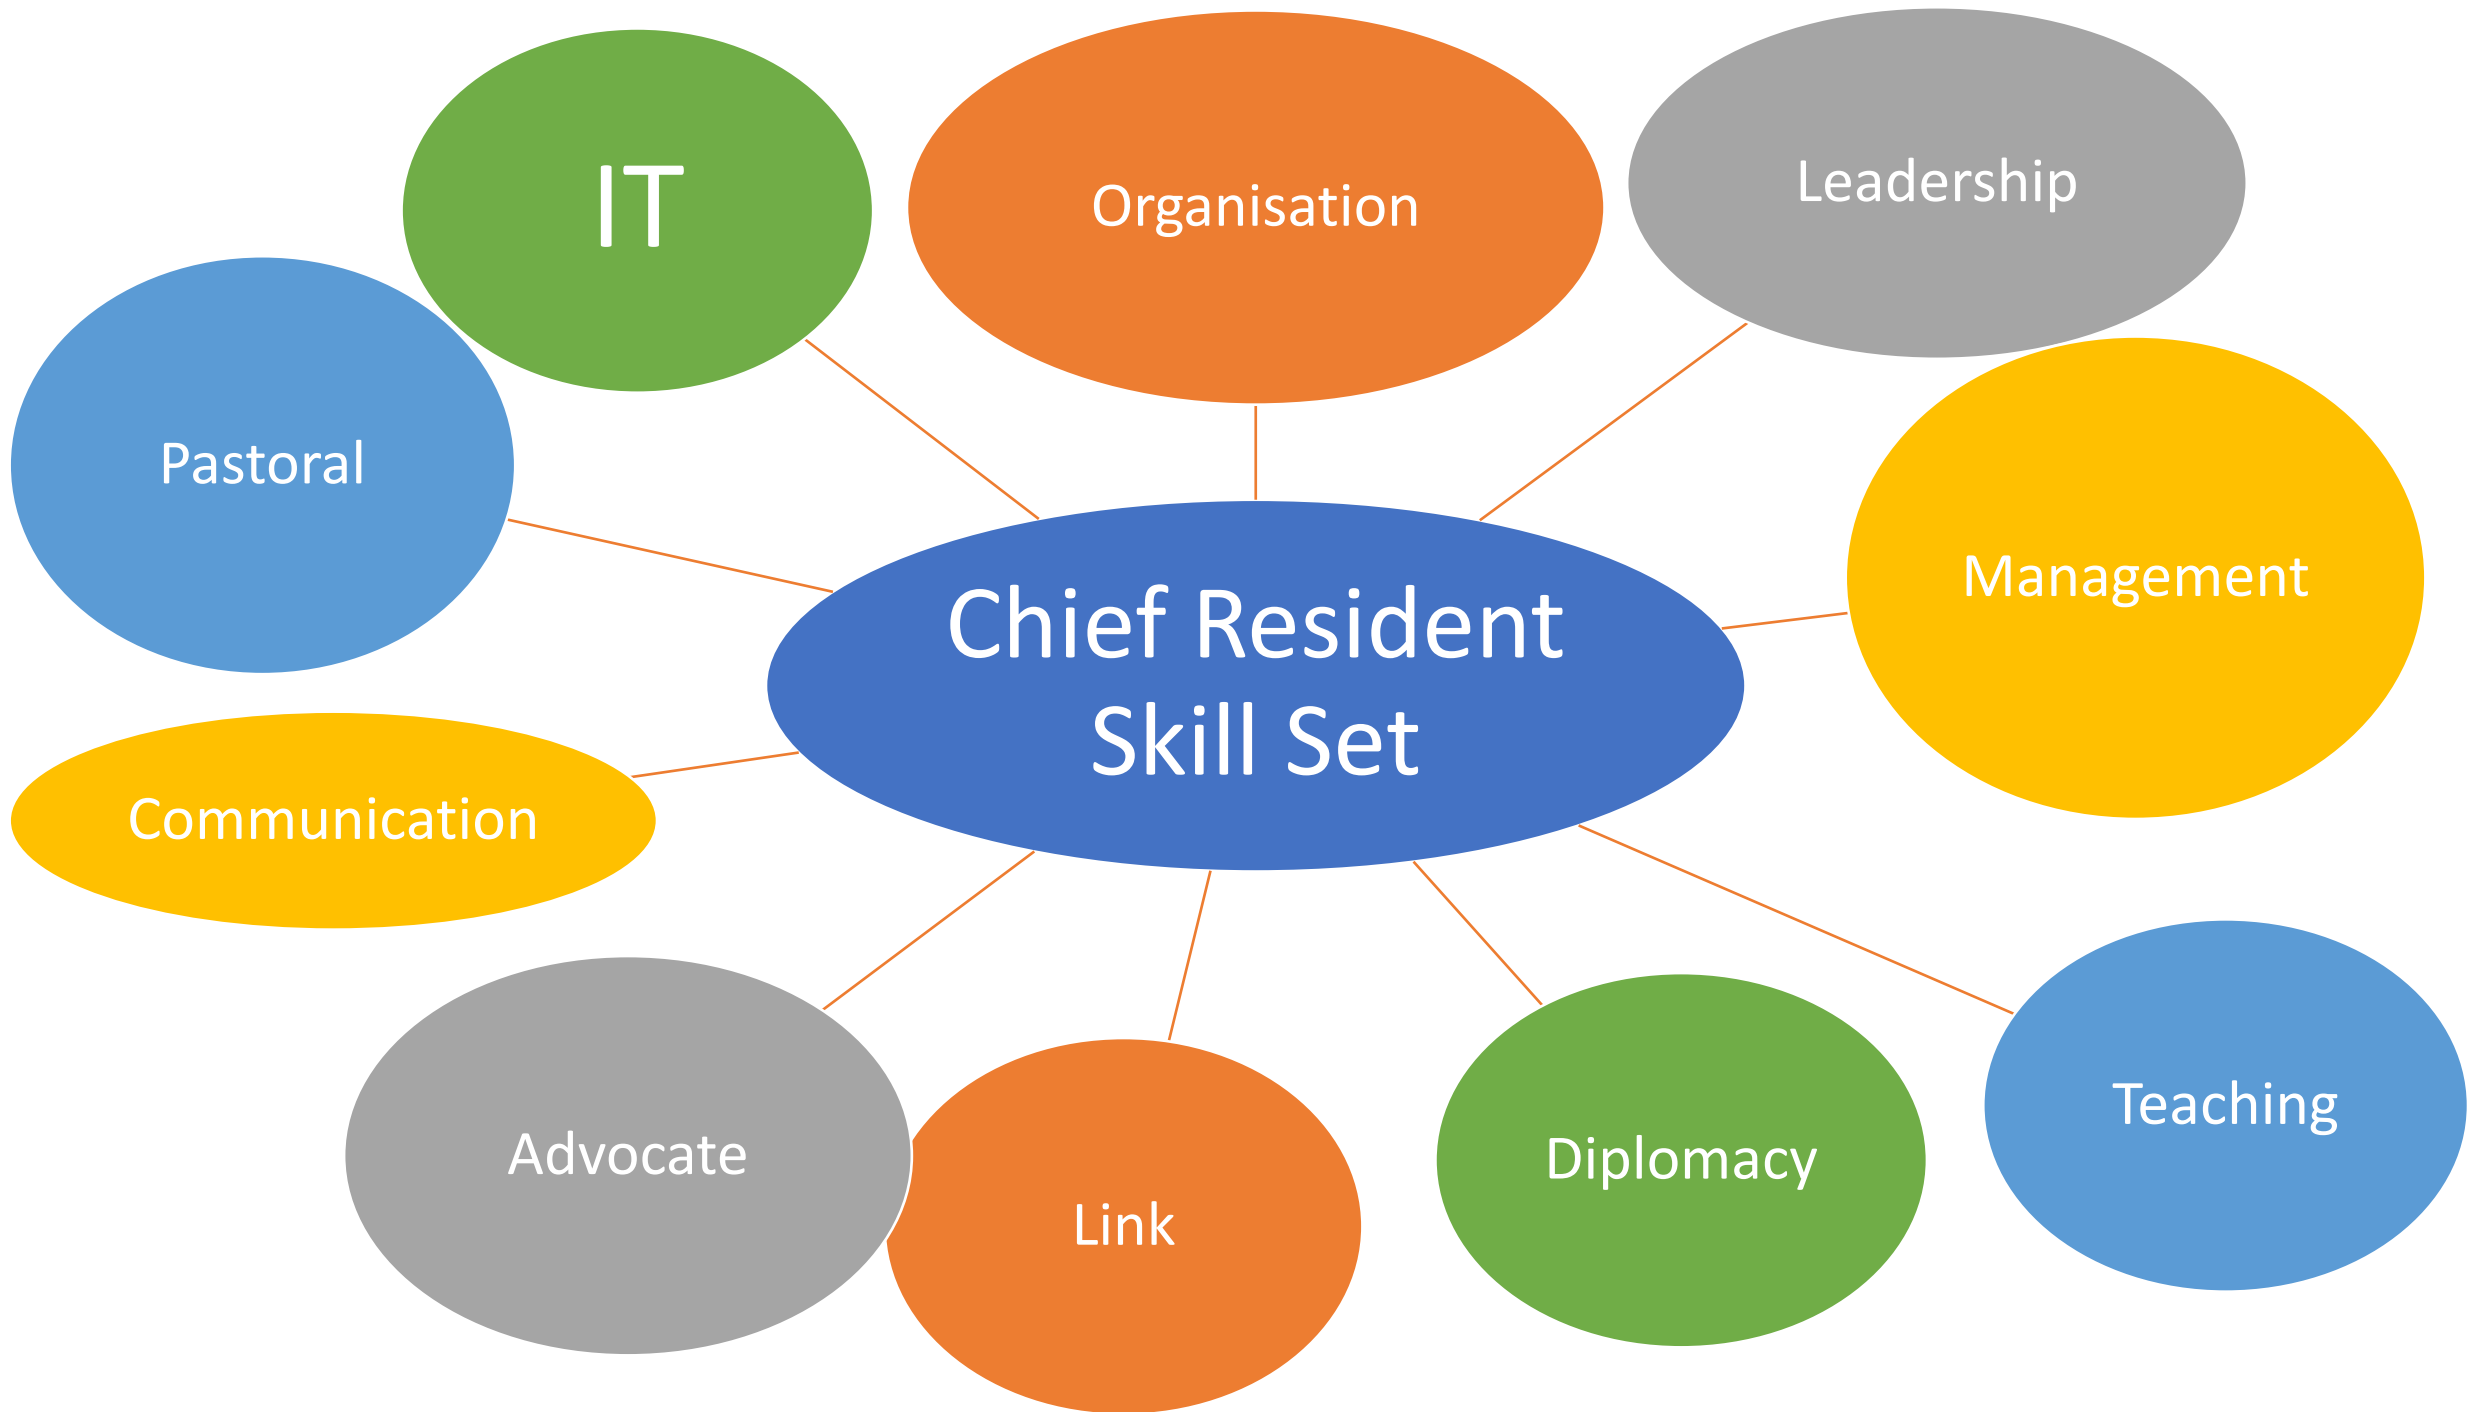 IT
Organisation
Leadership
Pastoral
Management
Chief Resident
Skill Set
Communication
Advocate
Link
Diplomacy
Teaching